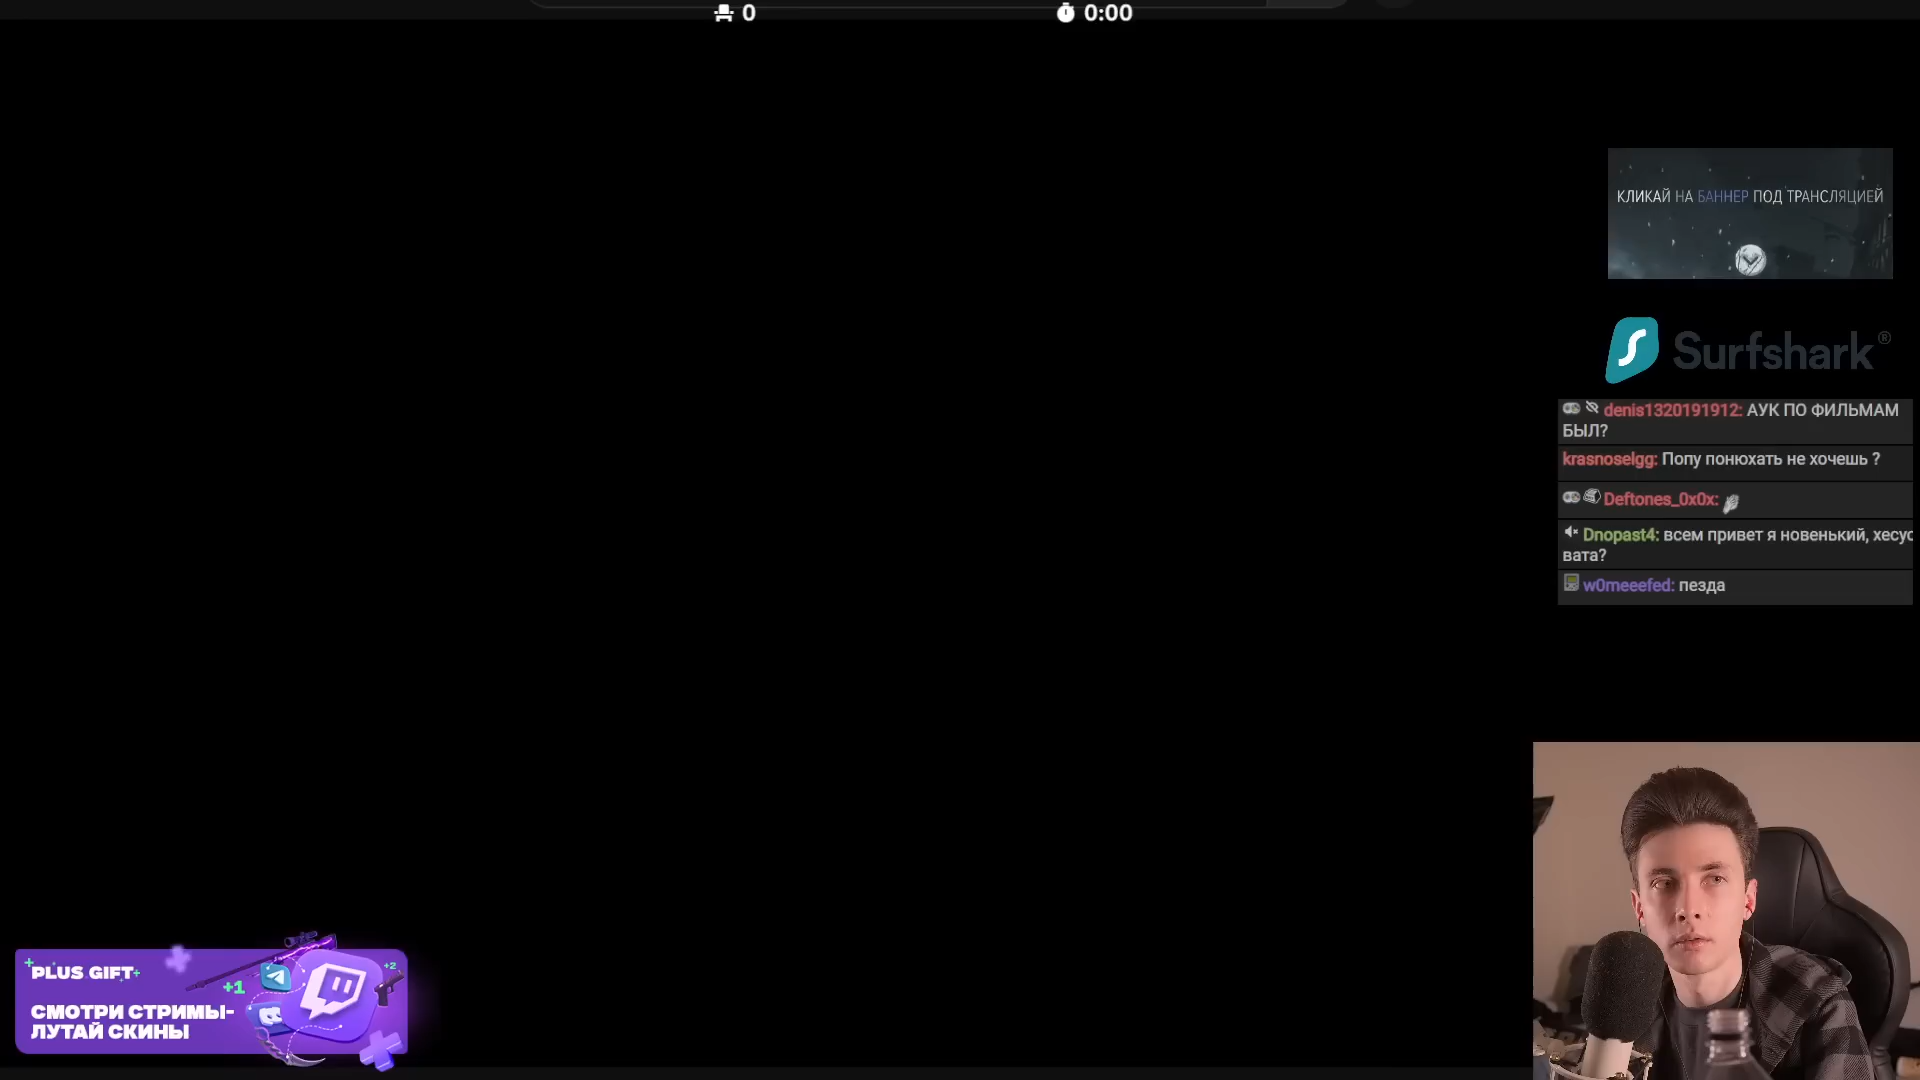 0
0:00
КЛИКАЙ НА БАННЕР ПОД ТРАНСЛЯЦИЕЙ
Surfshark®
denis1320191912: АУК ПО ФИЛЬМАМ
БЫЛ?
krasnoselgg: Попу понюхать не хочешь ?
Deftones_0x0x:
Dnopast4: всем привет я новенький, хесус
вата?
w0meeefed: пезда
PLUS GIFT
+1
+2
СМОТРИ СТРИМЫ-
ЛУТАЙ СКИНЫ